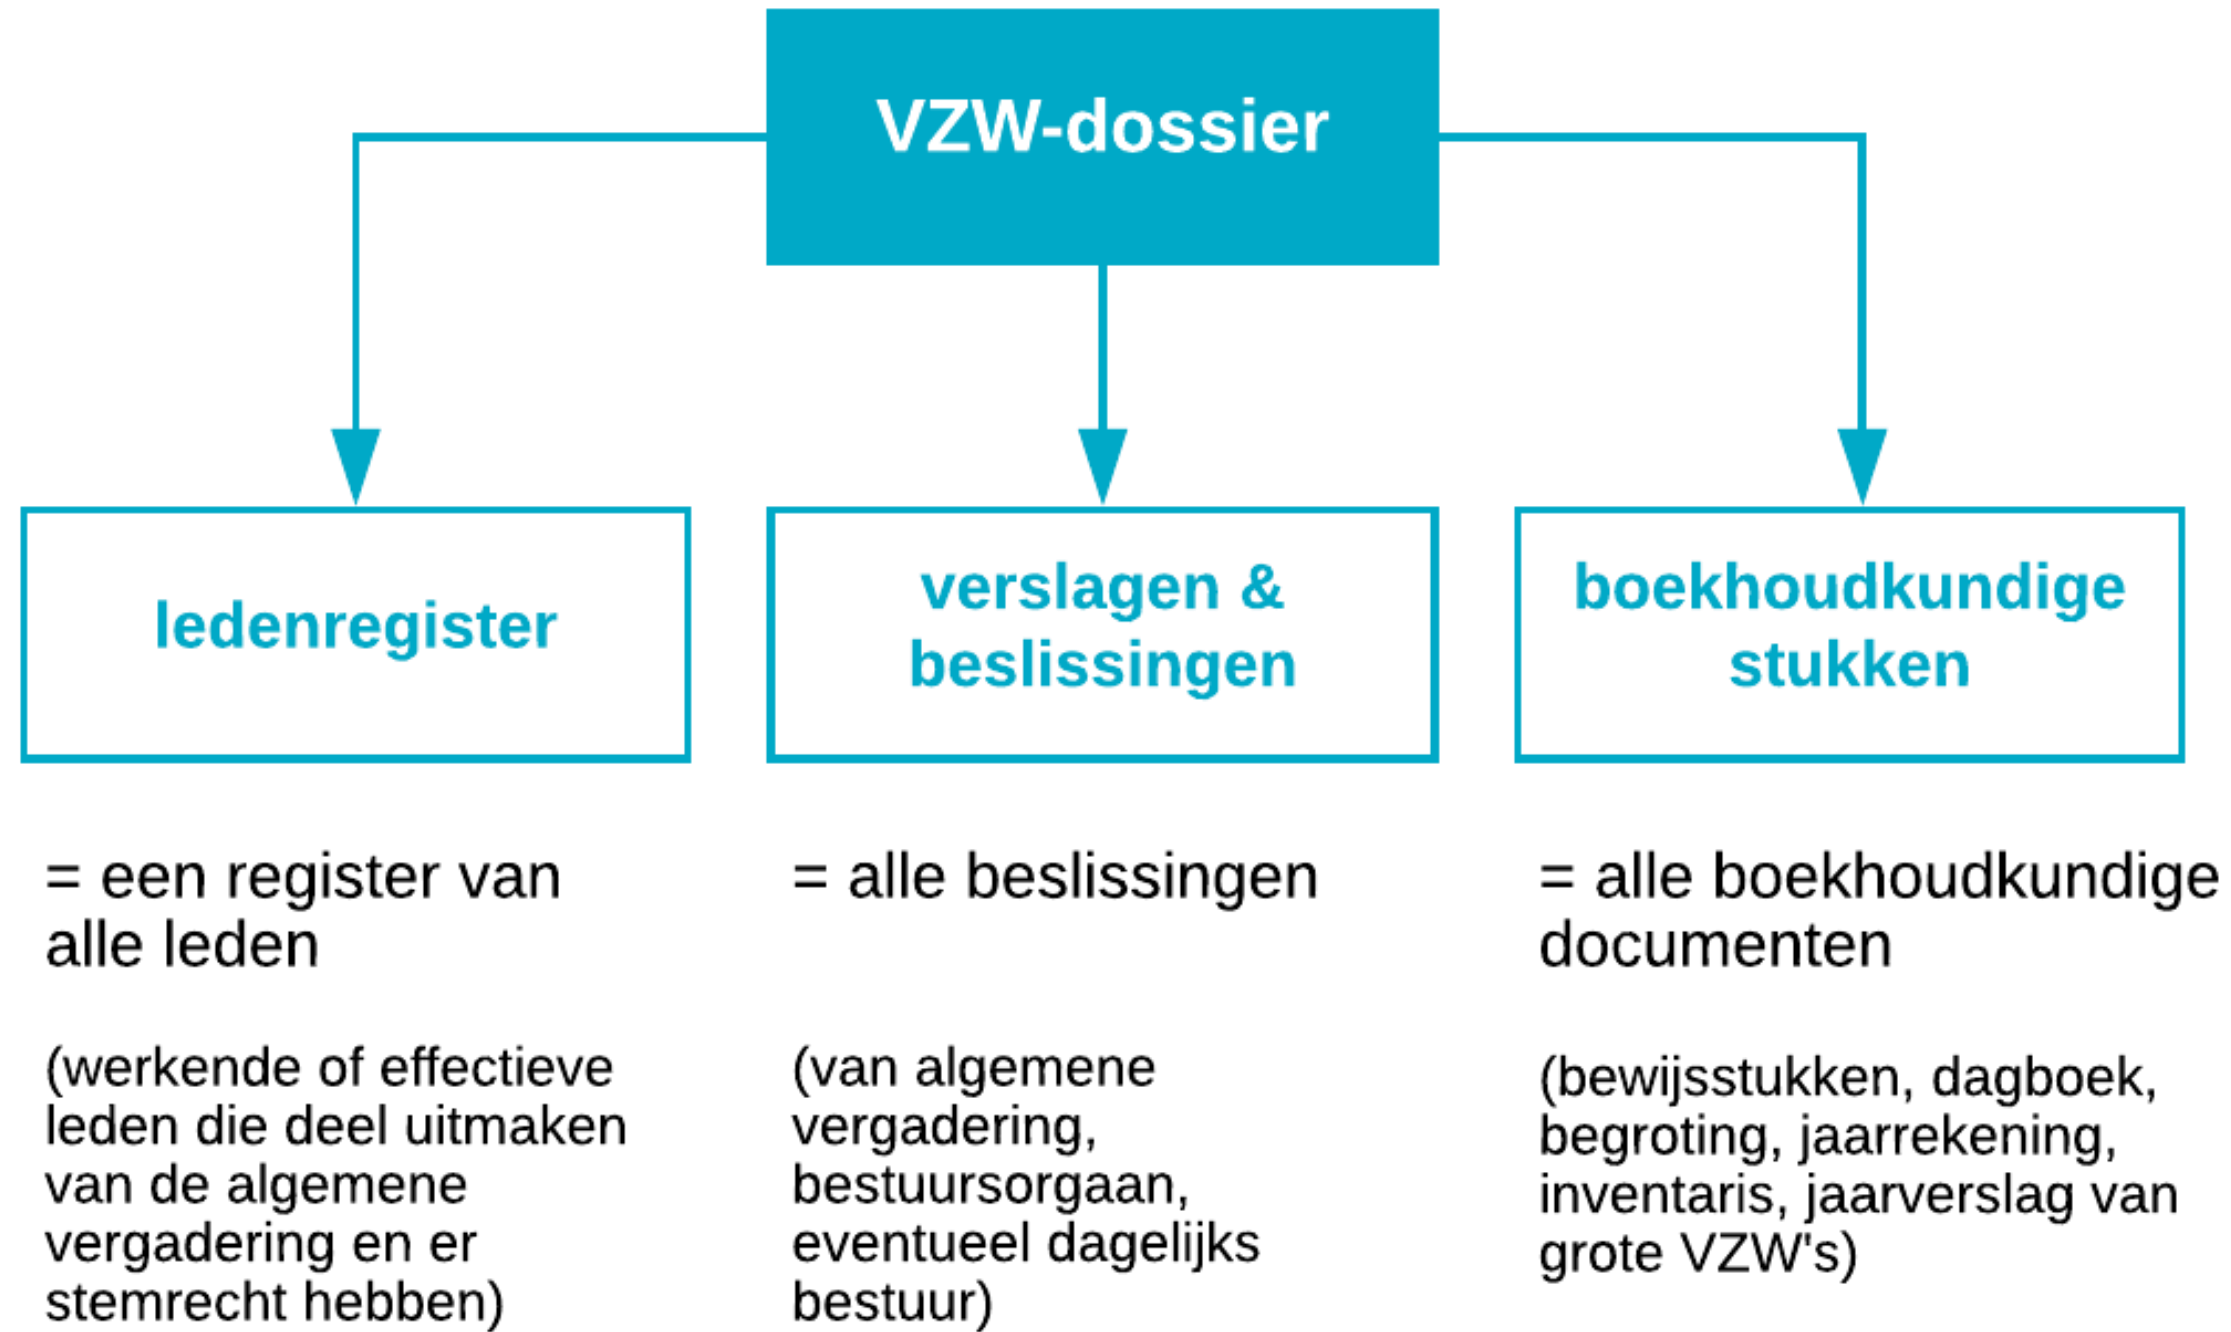 VZW-dossier
ledenregister
verslagen &
beslissingen
boekhoudkundige
stukken
= een register van
alle leden
(werkende of effectieve
leden die deel uitmaken
van de algemene
vergadering en er
stemrecht hebben)
= alle beslissingen
(van algemene
vergadering,
bestuursorgaan,
eventueel dagelijks
bestuur)
= alle boekhoudkundige
documenten
(bewijsstukken, dagboek,
begroting, jaarrekening,
inventaris, jaarverslag van
grote VZW's)